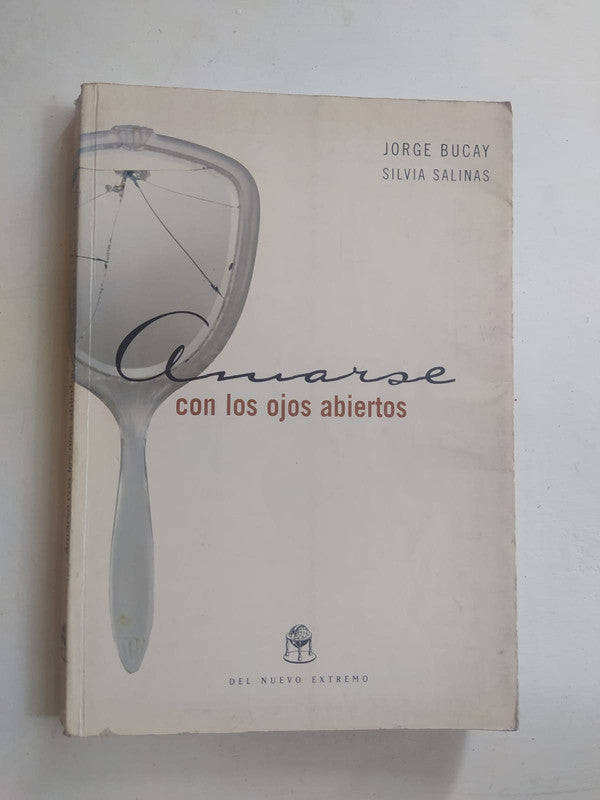 JORGE BUCAY
SILVIA SALINAS
Amarse
con los ojos abiertos
DEL NUEVO EXTREMO